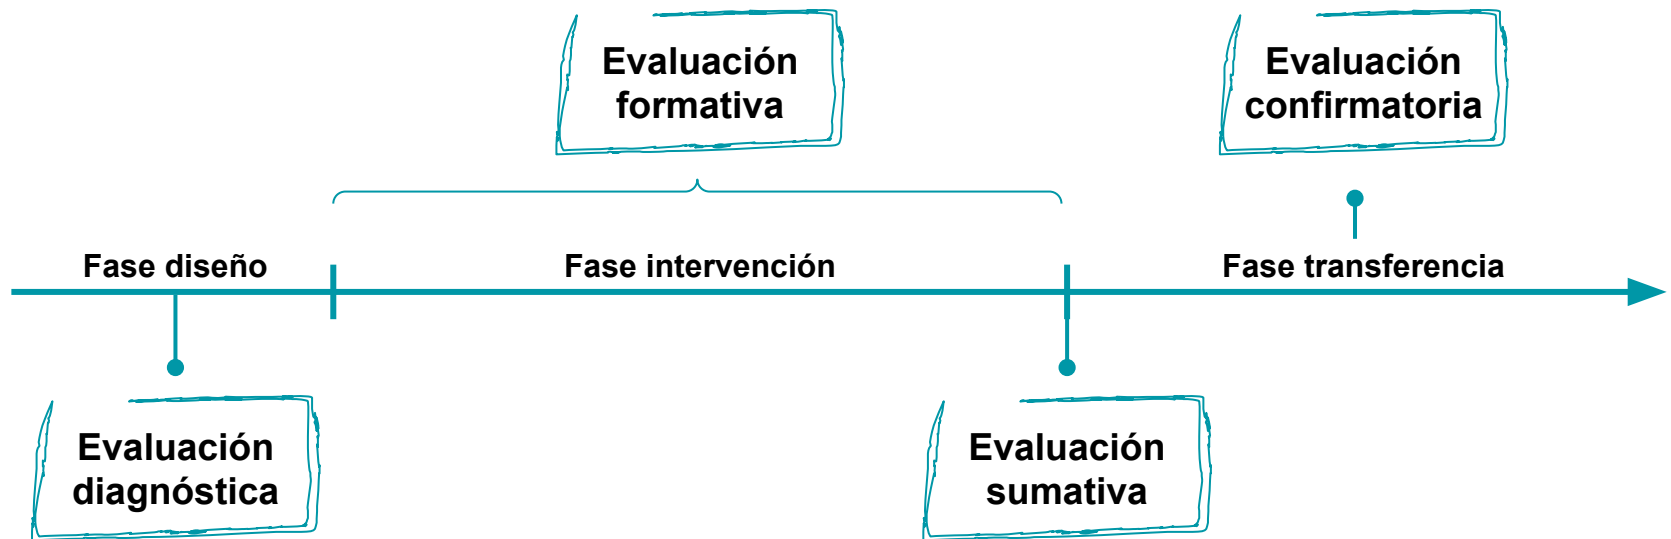 Evaluación
formativa
Evaluación
confirmatoria
Fase diseño
Fase intervención
Fase transferencia
Evaluación
diagnóstica
Evaluación
sumativa